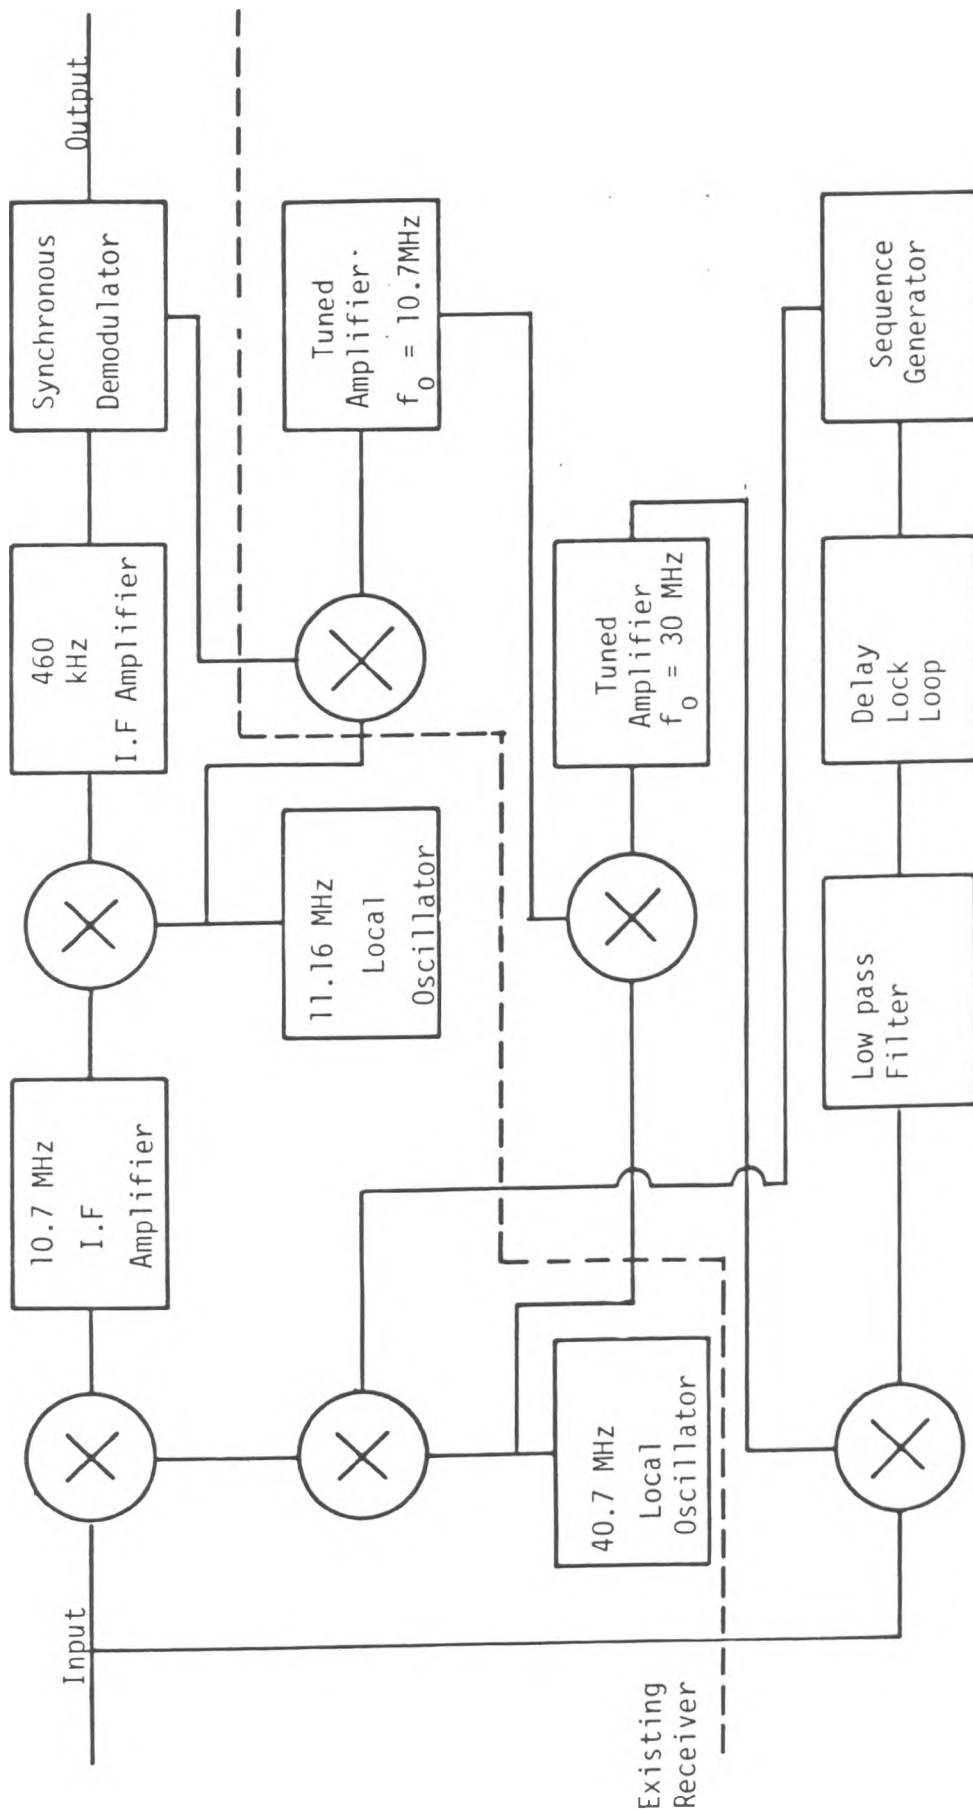 Input
10.7 MHz
I.F
Amplifier
460
kHz
I.F Amplifier
Synchronous
Demodulator
Output
11.16 MHz
Local
Oscillator
Tuned
Amplifier·
fo = 10.7MHz
40.7 MHz
Local
Oscillator
Tuned
Amplifier
fo = 30 MHz
Existing
Receiver
Low pass
Filter
Delay
Lock
Loop
Sequence
Generator